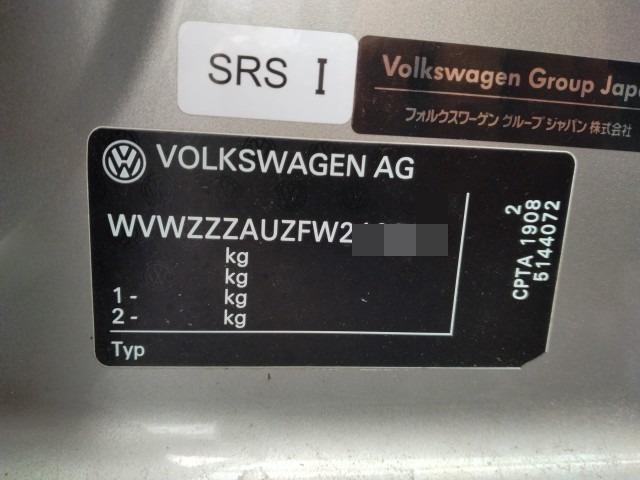 SRS I
Volkswagen Group Japa
フォルクスワーゲン グループ ジャパン 株式会社
VOLKSWAGEN AG
WVWZZZAUZFW2
kg
kg
1 - kg
2 - kg
Typ
2
CPTA 1908
5144072